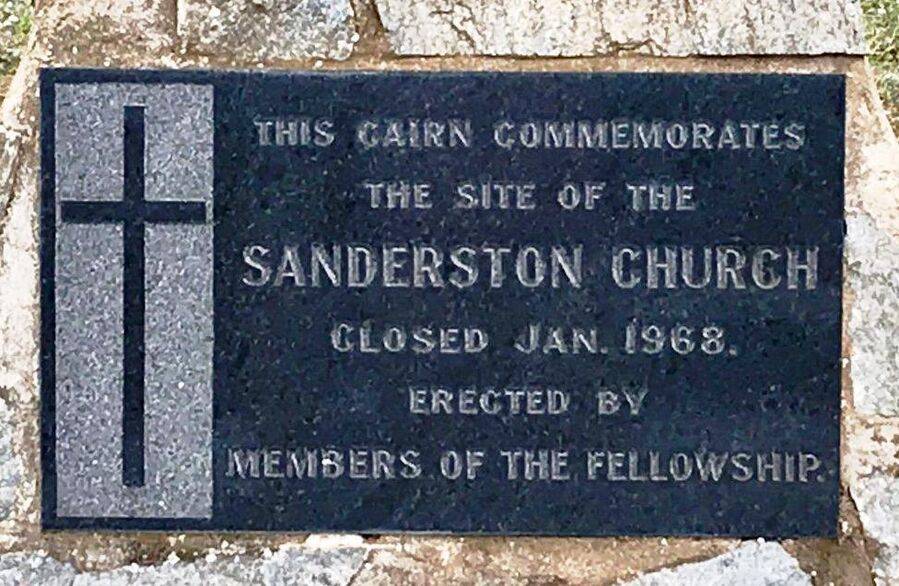 THIS CAIRN COMMEMORATES
THE SITE OF THE
SANDERSTON CHURCH
CLOSED JAN. 1968.
ERECTED BY
MEMBERS OF THE FELLOWSHIP.